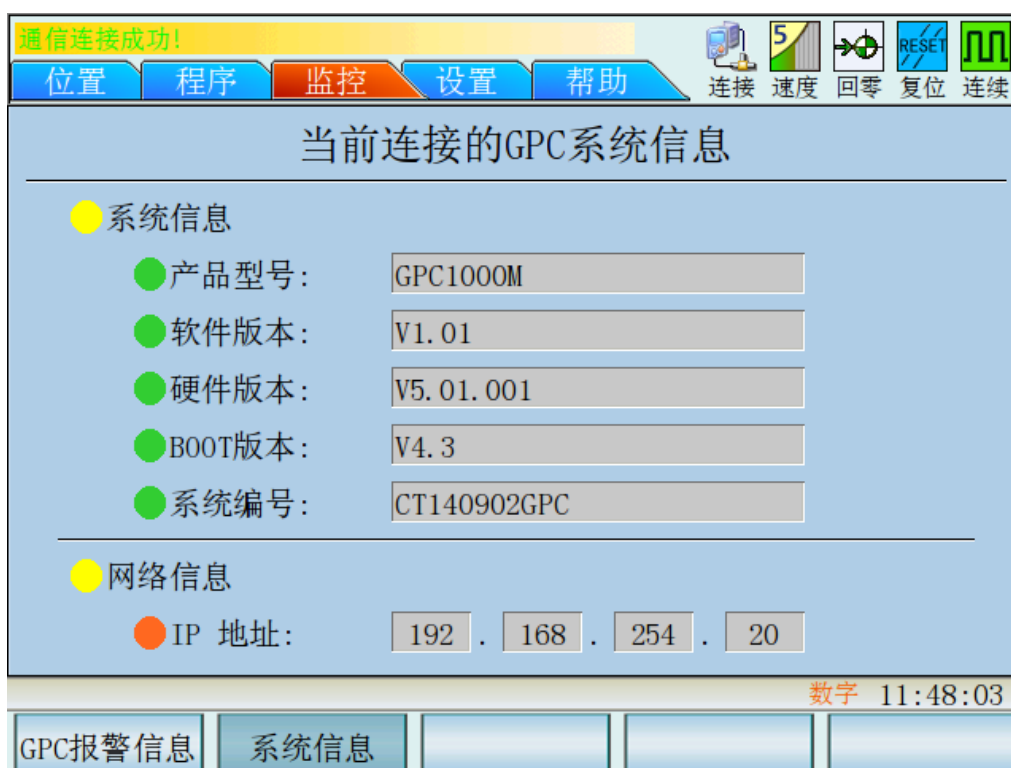 通信连接成功!
5 RESET
位置 程序 监控 设置 帮助 连接 速度 回零 复位 连续
当前连接的GPC系统信息
系统信息
产品型号: GPC1000M
软件版本: V1.01
硬件版本: V5.01.001
BOOT版本: V4.3
系统编号: CT140902GPC
网络信息
IP 地址: 192 . 168 . 254 . 20
数字 11:48:03
GPC报警信息 系统信息